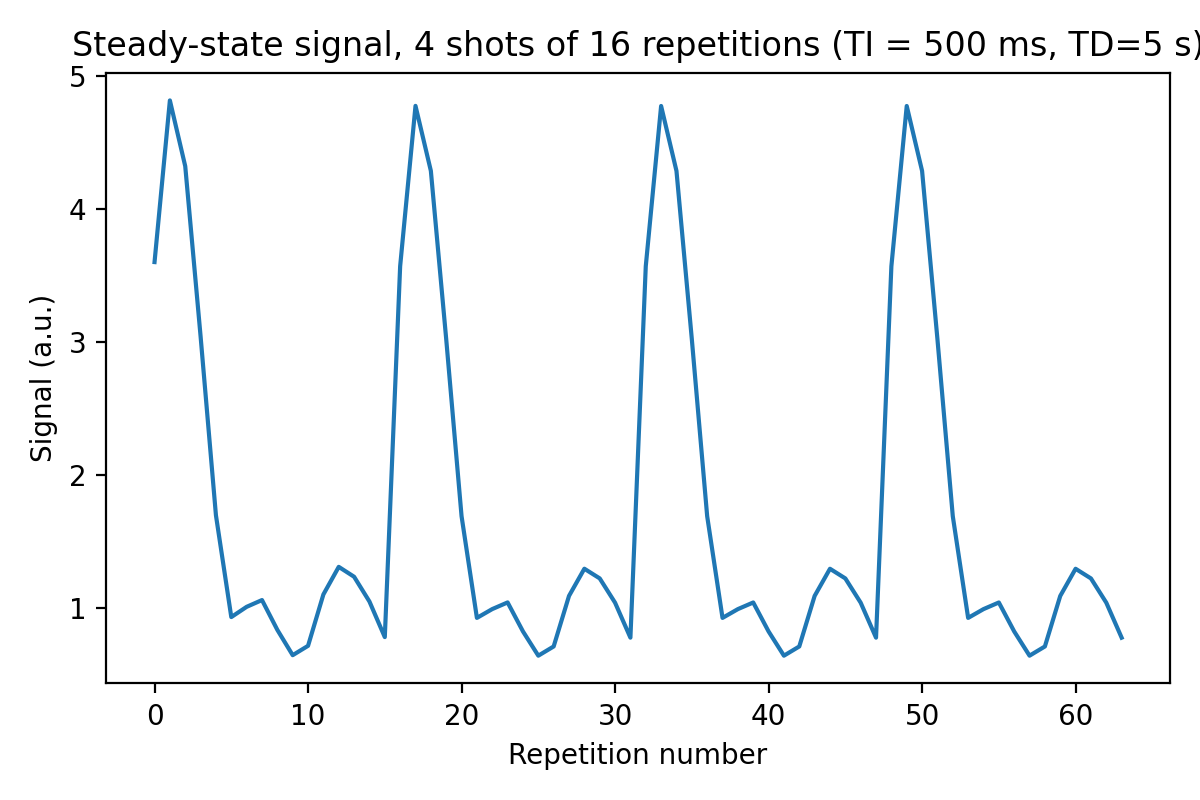 Steady-state signal, 4 shots of 16 repetitions (TI = 500 ms, TD=5 s)
5
4
3
2
1
Signal (a.u.)
0 10 20 30 40 50 60
Repetition number